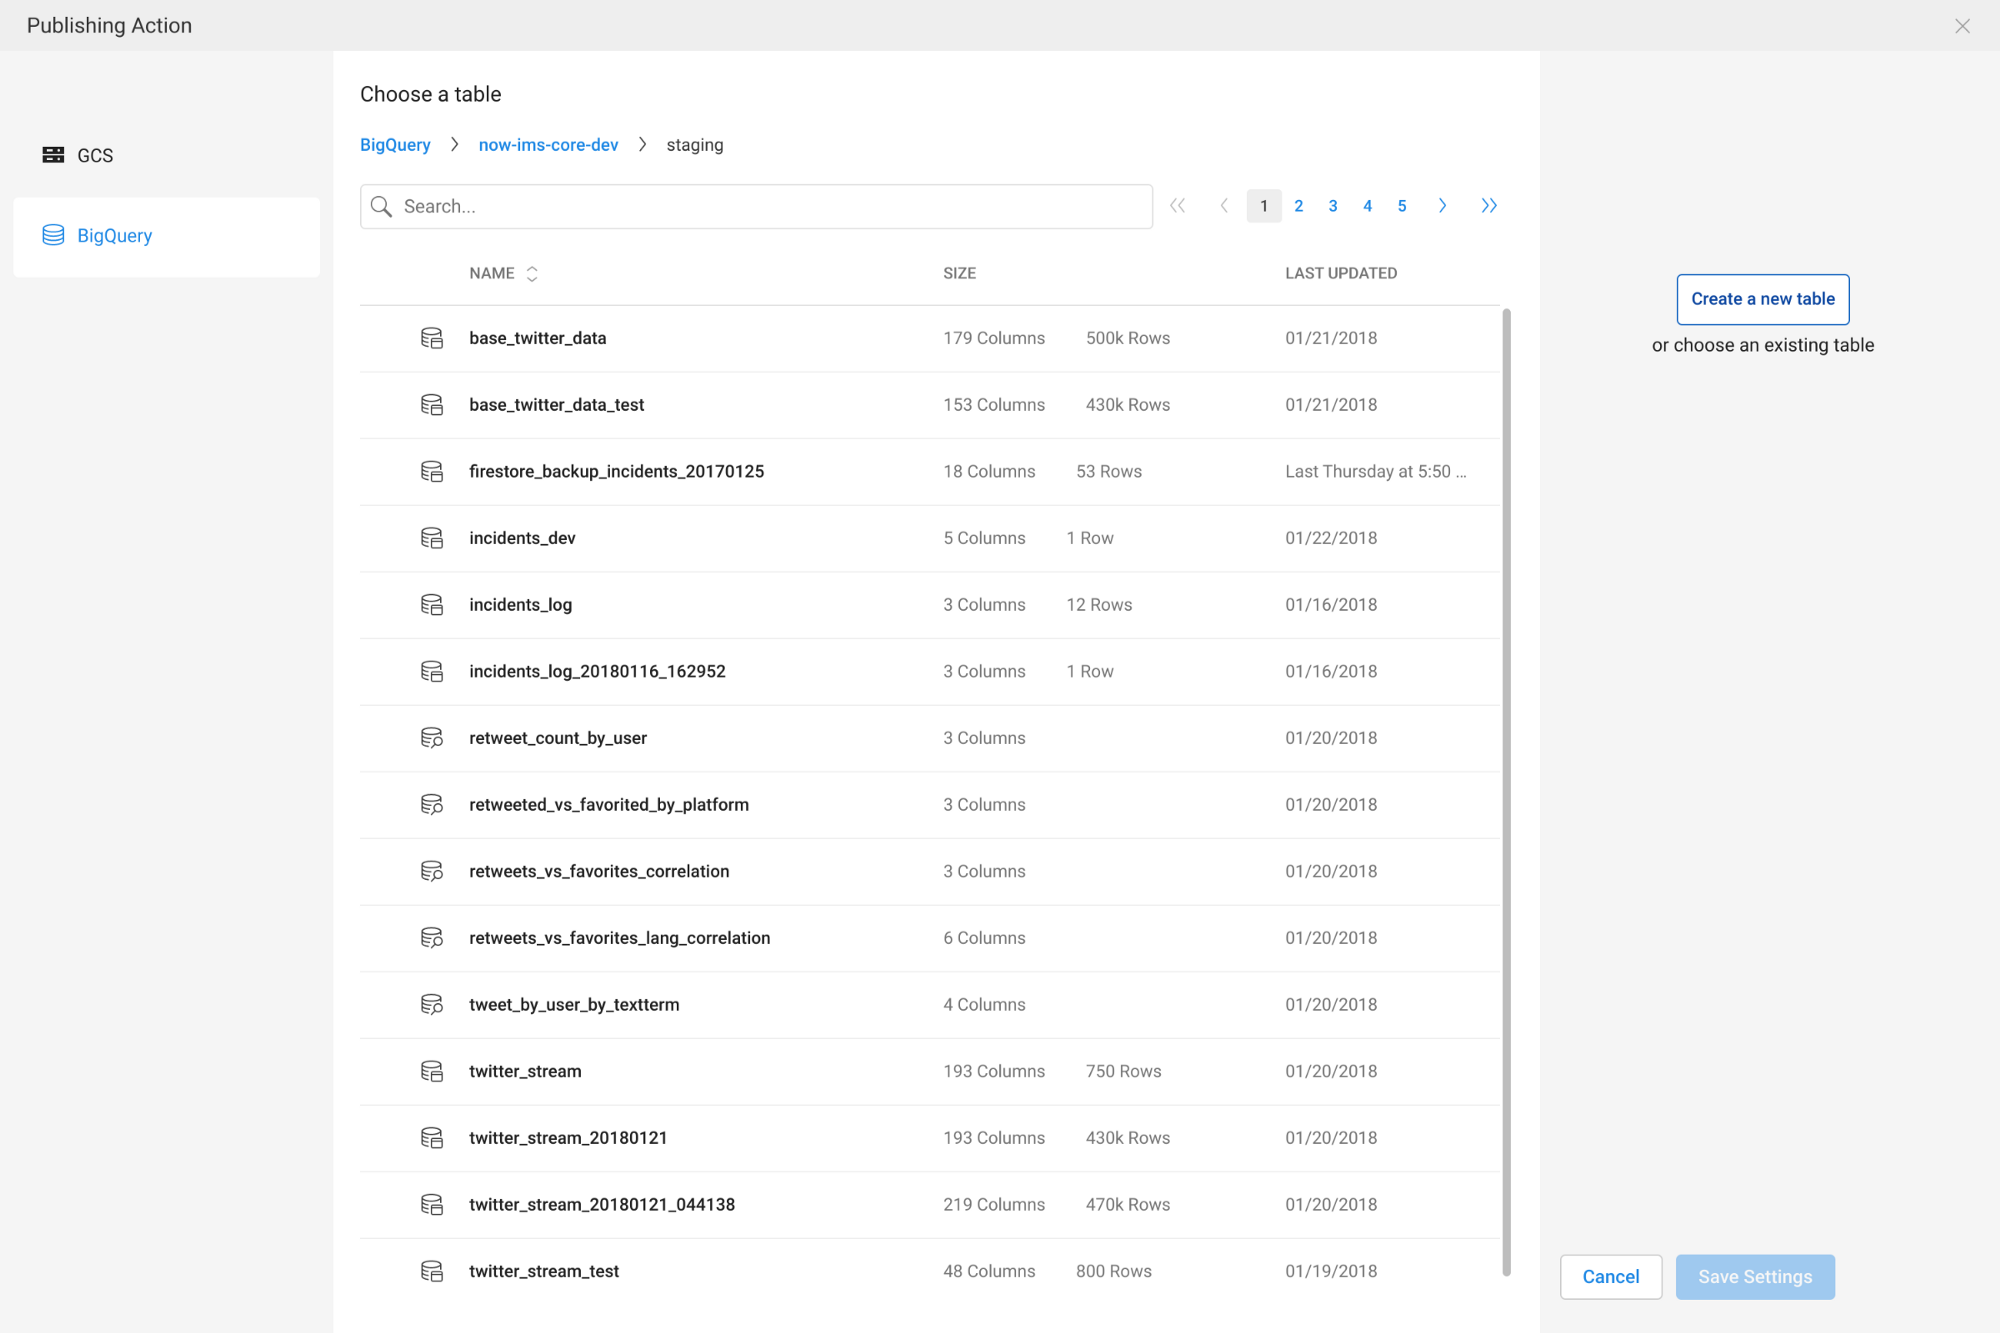 Publishing Action
GCS
BigQuery
Choose a table
BigQuery > now-ims-core-dev > staging
Search...
1 2 3 4 5
NAME SIZE LAST UPDATED
base_twitter_data 179 Columns 500k Rows 01/21/2018
base_twitter_data_test 153 Columns 430k Rows 01/21/2018
firestore_backup_incidents_20170125 18 Columns 53 Rows Last Thursday at 5:50 ...
incidents_dev 5 Columns 1 Row 01/22/2018
incidents_log 3 Columns 12 Rows 01/16/2018
incidents_log_20180116_162952 3 Columns 1 Row 01/16/2018
retweet_count_by_user 3 Columns 01/20/2018
retweeted_vs_favorited_by_platform 3 Columns 01/20/2018
retweets_vs_favorites_correlation 3 Columns 01/20/2018
retweets_vs_favorites_lang_correlation 6 Columns 01/20/2018
tweet_by_user_by_textterm 4 Columns 01/20/2018
twitter_stream 193 Columns 750 Rows 01/20/2018
twitter_stream_20180121 193 Columns 430k Rows 01/20/2018
twitter_stream_20180121_044138 219 Columns 470k Rows 01/20/2018
twitter_stream_test 48 Columns 800 Rows 01/19/2018
Create a new table
or choose an existing table
Cancel Save Settings